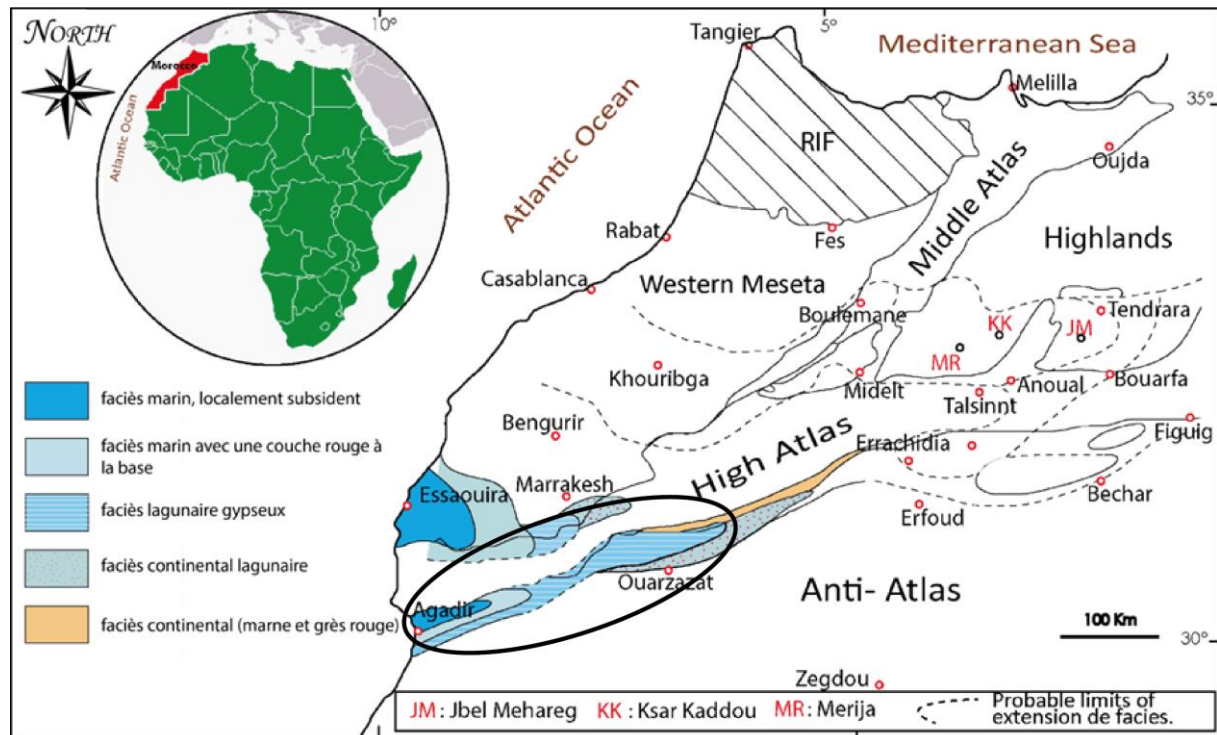 NORTH
Morocco
Atlantic Ocean
10°
5°
Tangier
Mediterranean Sea
Melilla
35°
Atlantic Ocean
RIF
Oujda
Rabat
Fes
Middle Atlas
Highlands
Casablanca
Western Meseta
Boulemane
Tendrara
KK
JM
MR
Khouribga
Midelt
Anoual
Bouarfa
Talsinnt
Bengurir
High Atlas
Errachidia
Figuig
Essaouira
Marrakesh
Bechar
Erfoud
Ouarzazat
Anti- Atlas
Agadir
100 Km
30°
Zegdou
faciès marin, localement subsident
faciès marin avec une couche rouge à
la base
faciès lagunaire gypseux
faciès continental lagunaire
faciès continental (marne et grès rouge)
JM : Jbel Mehareg KK : Ksar Kaddou MR : Merija
Probable limits of
extension de facies.